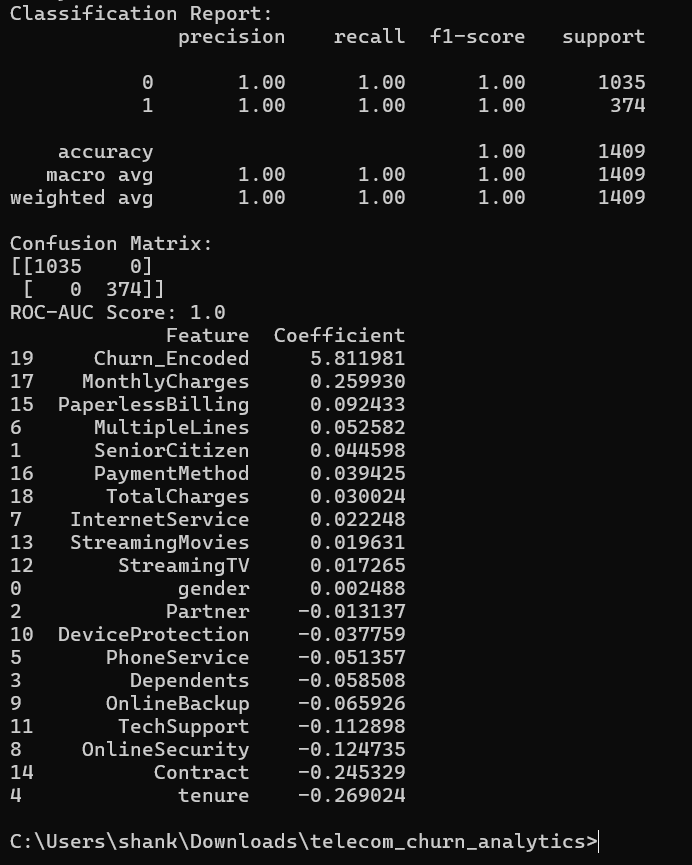 Classification Report:
              precision    recall  f1-score   support

           0       1.00      1.00      1.00      1035
           1       1.00      1.00      1.00       374

    accuracy                           1.00      1409
   macro avg       1.00      1.00      1.00      1409
weighted avg       1.00      1.00      1.00      1409

Confusion Matrix:
[[1035    0]
 [   0  374]]
ROC-AUC Score: 1.0
             Feature  Coefficient
19     Churn_Encoded     5.811981
17    MonthlyCharges     0.259930
15  PaperlessBilling     0.092433
6      MultipleLines     0.052582
1      SeniorCitizen     0.044598
16     PaymentMethod     0.039425
18      TotalCharges     0.030024
7    InternetService     0.022248
13   StreamingMovies     0.019631
12       StreamingTV     0.017265
0             gender     0.002488
2            Partner    -0.013137
10  DeviceProtection    -0.037759
5       PhoneService    -0.051357
3         Dependents    -0.058508
9       OnlineBackup    -0.065926
11       TechSupport    -0.112898
8     OnlineSecurity    -0.124735
14          Contract    -0.245329
4             tenure    -0.269024

C:\Users\shank\Downloads\telecom_churn_analytics>